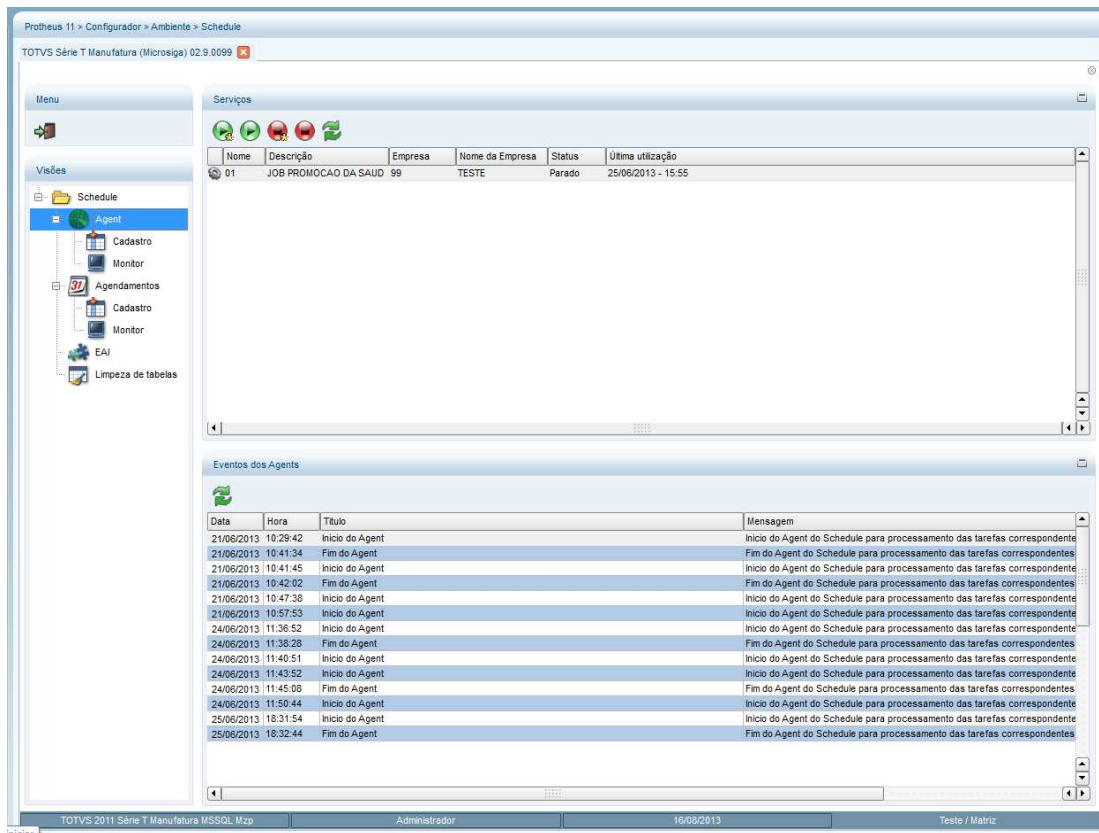 Protheus 11 > Configurador > Ambiente > Schedule
TOTVS Série T Manufatura (Microsiga) 02.9.0099
Menu
Visões
Schedule
Agent
Cadastro
Monitor
31 Agendamentos
Cadastro
Monitor
EAI
Limpeza de tabelas
Serviços
Nome Descrição Empresa Nome da Empresa Status Última utilização
01 JOB PROMOCAO DA SAUD 99 TESTE Parado 25/06/2013 - 15:55
Eventos dos Agents
Data Hora Título Mensagem
21/06/2013 10:29:42 Inicio do Agent Inicio do Agent do Schedule para processamento das tarefas correspondente
21/06/2013 10:41:34 Fim do Agent Fim do Agent do Schedule para processamento das tarefas correspondentes
21/06/2013 10:41:45 Inicio do Agent Inicio do Agent do Schedule para processamento das tarefas correspondente
21/06/2013 10:42:02 Fim do Agent Fim do Agent do Schedule para processamento das tarefas correspondentes
21/06/2013 10:47:38 Inicio do Agent Inicio do Agent do Schedule para processamento das tarefas correspondente
21/06/2013 10:57:53 Inicio do Agent Inicio do Agent do Schedule para processamento das tarefas correspondente
24/06/2013 11:36:52 Inicio do Agent Inicio do Agent do Schedule para processamento das tarefas correspondente
24/06/2013 11:38:28 Fim do Agent Fim do Agent do Schedule para processamento das tarefas correspondentes
24/06/2013 11:40:51 Inicio do Agent Inicio do Agent do Schedule para processamento das tarefas correspondente
24/06/2013 11:43:52 Inicio do Agent Inicio do Agent do Schedule para processamento das tarefas correspondente
24/06/2013 11:45:08 Fim do Agent Fim do Agent do Schedule para processamento das tarefas correspondentes
24/06/2013 11:50:44 Inicio do Agent Inicio do Agent do Schedule para processamento das tarefas correspondente
25/06/2013 18:31:54 Inicio do Agent Inicio do Agent do Schedule para processamento das tarefas correspondente
25/06/2013 18:32:44 Fim do Agent Fim do Agent do Schedule para processamento das tarefas correspondentes
TOTVS 2011 Série T Manufatura MSSQL Mzp Administrador 16/08/2013 Teste / Matriz